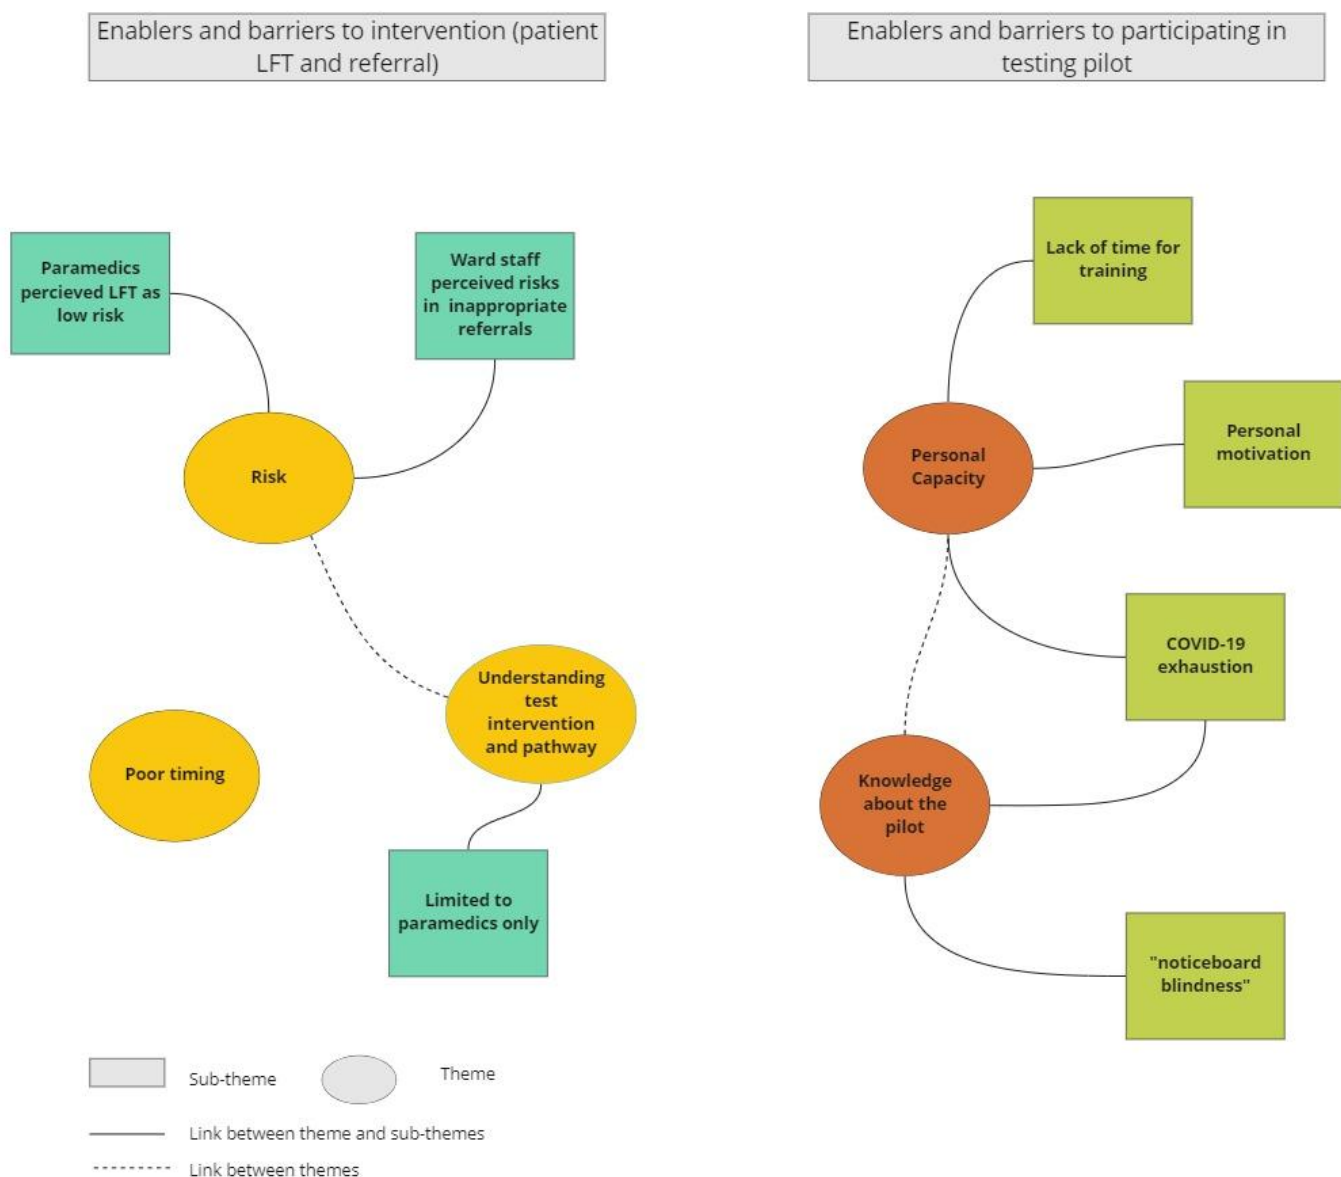 Enablers and barriers to intervention (patient
LFT and referral)
Enablers and barriers to participating in
testing pilot
Paramedics
percieved LFT as
low risk
Ward staff
perceived risks
in inappropriate
referrals
Risk
Understanding
test
intervention
and pathway
Poor timing
Limited to
paramedics only
Lack of time for
training
Personal
motivation
Personal
Capacity
COVID-19
exhaustion
Knowledge
about the
pilot
"noticeboard
blindness"
Sub-theme
Theme
Link between theme and sub-themes
Link between themes